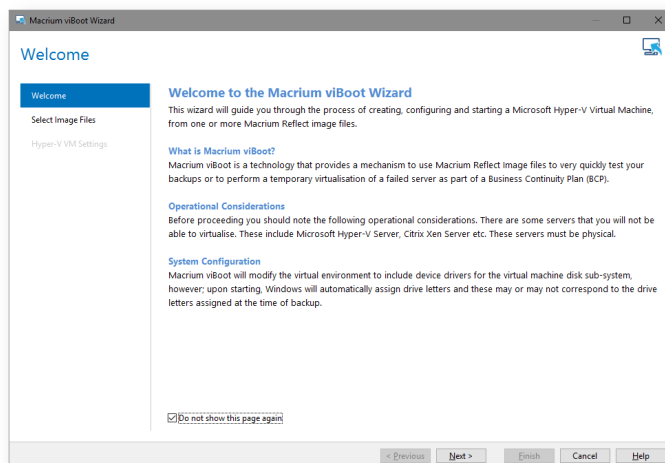 Macrium viBoot Wizard
Welcome
Welcome
Select Image Files
Hyper-V VM Settings
Welcome to the Macrium viBoot Wizard
This wizard will guide you through the process of creating, configuring and starting a Microsoft Hyper-V Virtual Machine,
from one or more Macrium Reflect image files.
What is Macrium viBoot?
Macrium viBoot is a technology that provides a mechanism to use Macrium Reflect Image files to very quickly test your
backups or to perform a temporary virtualisation of a failed server as part of a Business Continuity Plan (BCP).
Operational Considerations
Before proceeding you should note the following operational considerations. There are some servers that you will not be
able to virtualise. These include Microsoft Hyper-V Server, Citrix Xen Server etc. These servers must be physical.
System Configuration
Macrium viBoot will modify the virtual environment to include device drivers for the virtual machine disk sub-system,
however; upon starting, Windows will automatically assign drive letters and these may or may not correspond to the drive
letters assigned at the time of backup.
Do not show this page again
< Previous Next > Finish Cancel Help